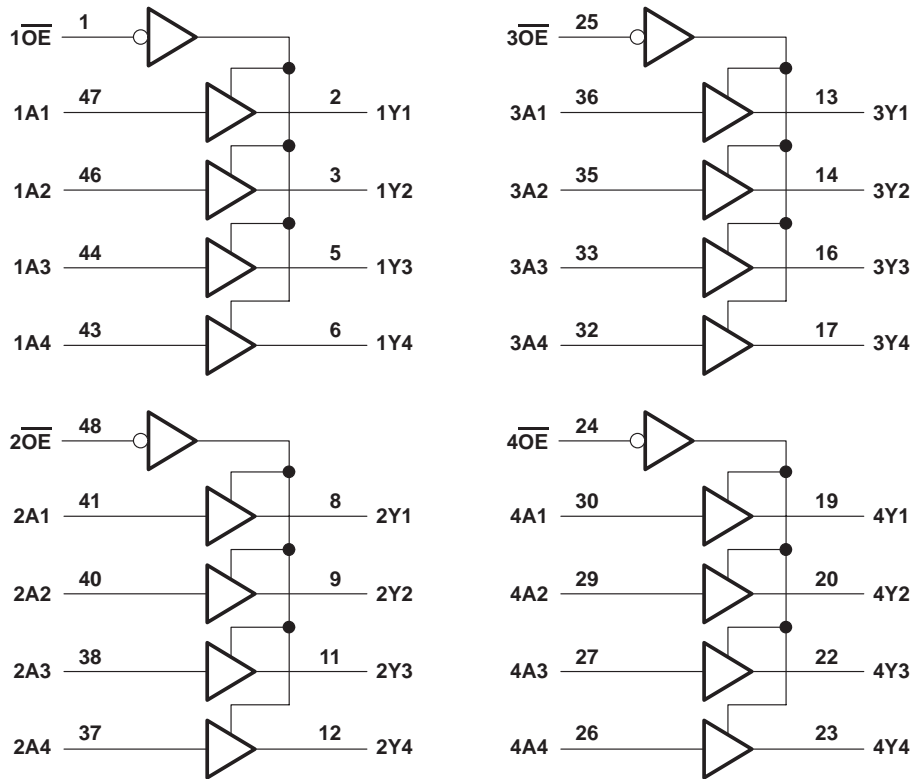 1OE 1
1A1 47 2 1Y1
1A2 46 3 1Y2
1A3 44 5 1Y3
1A4 43 6 1Y4
3OE 25
3A1 36 13 3Y1
3A2 35 14 3Y2
3A3 33 16 3Y3
3A4 32 17 3Y4
2OE 48
2A1 41 8 2Y1
2A2 40 9 2Y2
2A3 38 11 2Y3
2A4 37 12 2Y4
4OE 24
4A1 30 19 4Y1
4A2 29 20 4Y2
4A3 27 22 4Y3
4A4 26 23 4Y4